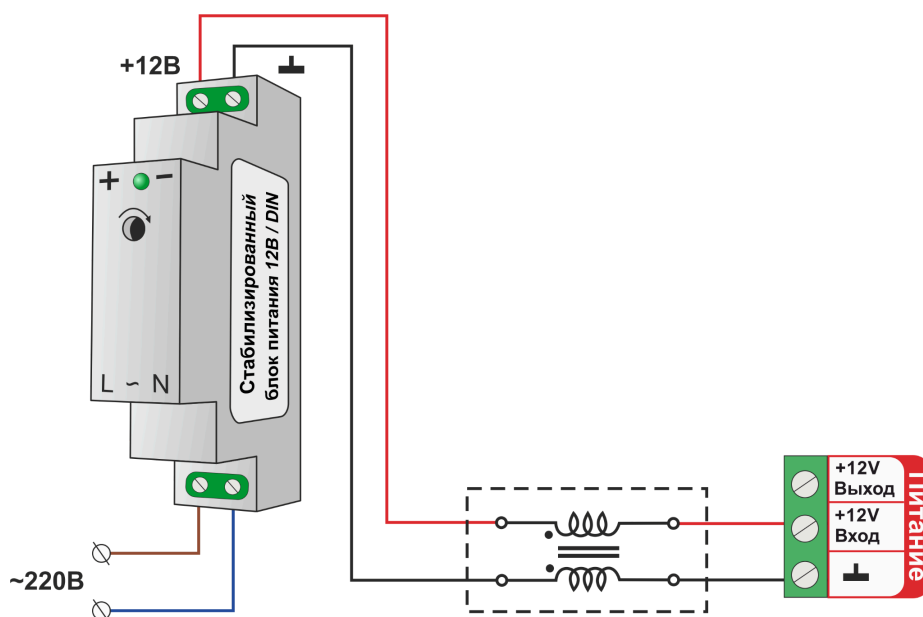 +12В
+ −
Стабилизированный
блок питания 12В / DIN
L ~ N
~220В
+12V
Выход
+12V
Вход
Питание